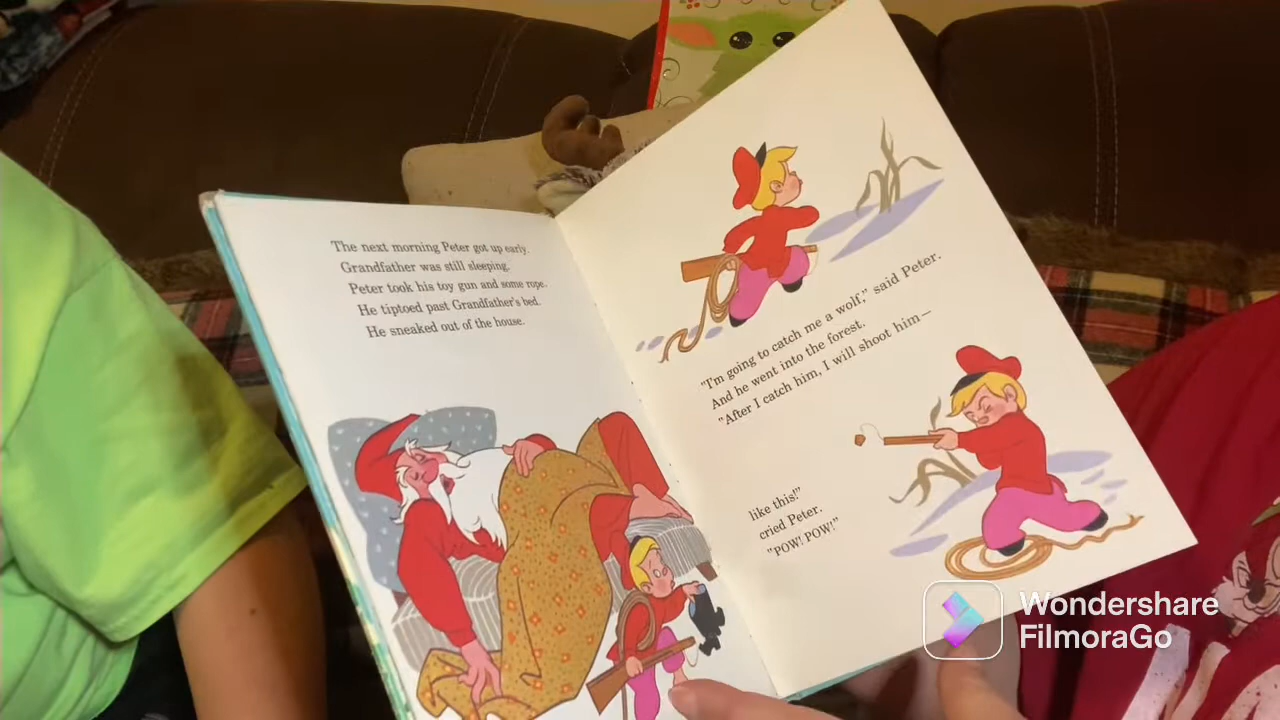 The next morning Peter got up early.
Grandfather was still sleeping.
Peter took his toy gun and some rope.
He tiptoed past Grandfather's bed.
He sneaked out of the house.
"I'm going to catch me a wolf," said Peter.
And he went into the forest.
"After I catch him, I will shoot him—
like this!"
cried Peter.
"POW! POW!"
Wondershare
FilmoraGo